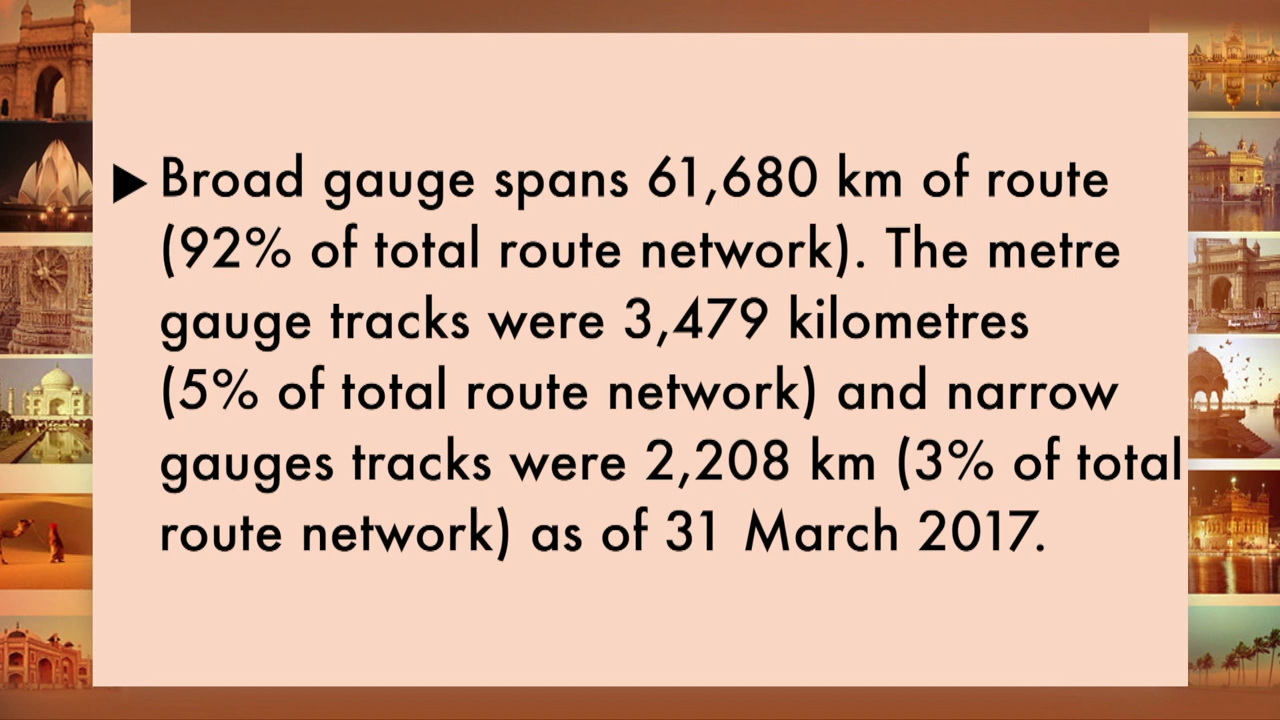 Broad gauge spans 61,680 km of route
(92% of total route network). The metre
gauge tracks were 3,479 kilometres
(5% of total route network) and narrow
gauges tracks were 2,208 km (3% of total
route network) as of 31 March 2017.